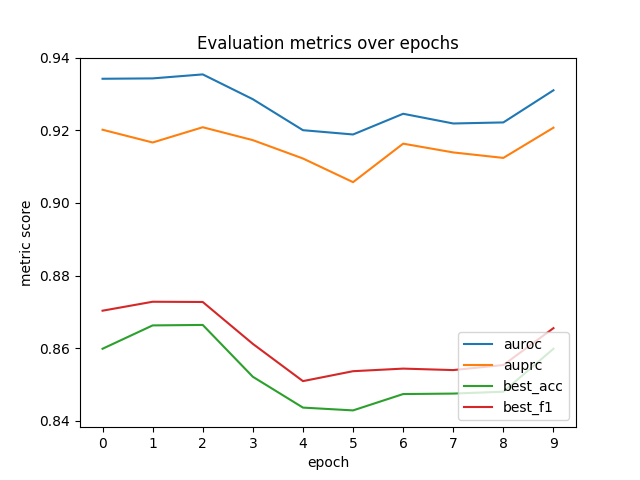 Evaluation metrics over epochs
metric score
0.94
0.92
0.90
0.88
0.86
0.84
auroc
auprc
best_acc
best_f1
0 1 2 3 4 5 6 7 8 9
epoch